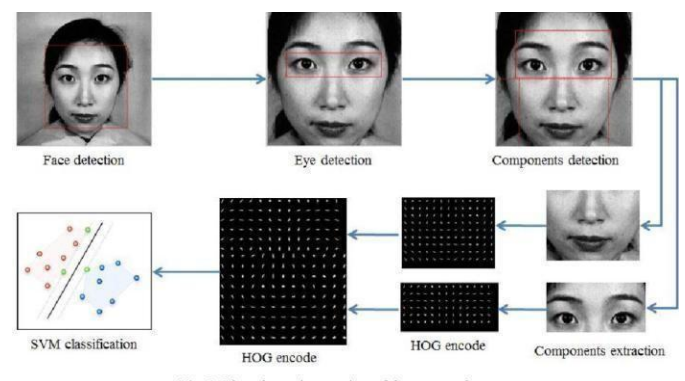 Face detection
Eye detection
Components detection
SVM classification
HOG encode
HOG encode
Components extraction